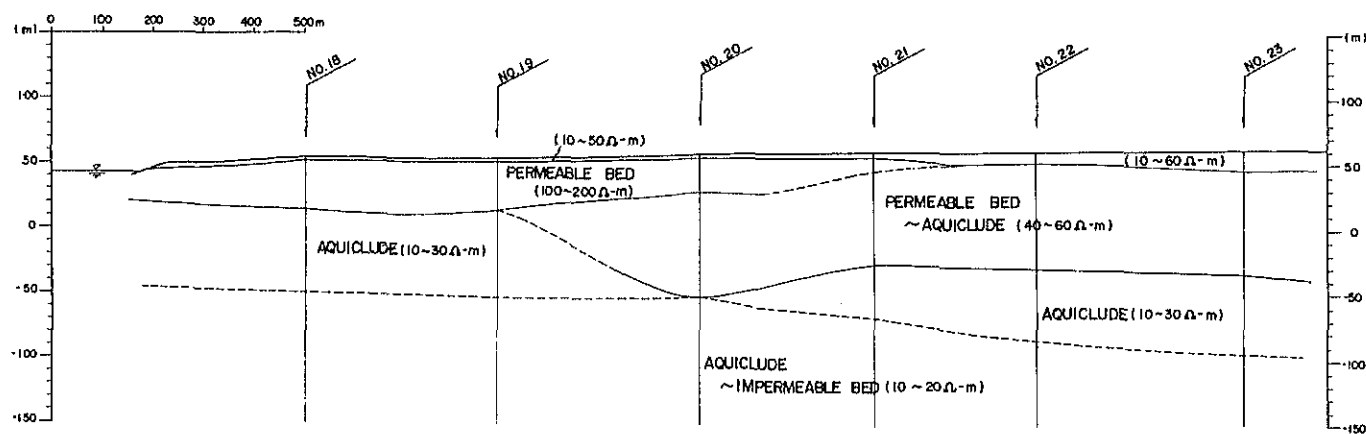 0 100 200 300 500m
(m) (m)
NO.18 NO.19 NO.20 NO.21 NO.22 NO.23
100 100
(10~50Ω-m)
50 (10~60Ω-m) 50
PERMEABLE BED
(100~200Ω-m)
PERMEABLE BED
0 ~AQUICLUDE (40~60Ω-m) 0
AQUICLUDE (10~30Ω-m)
-50 -50
AQUICLUDE (10~30Ω-m)
-100 AQUICLUDE -100
~IMPERMEABLE BED (10~20Ω-m)
-150 -150